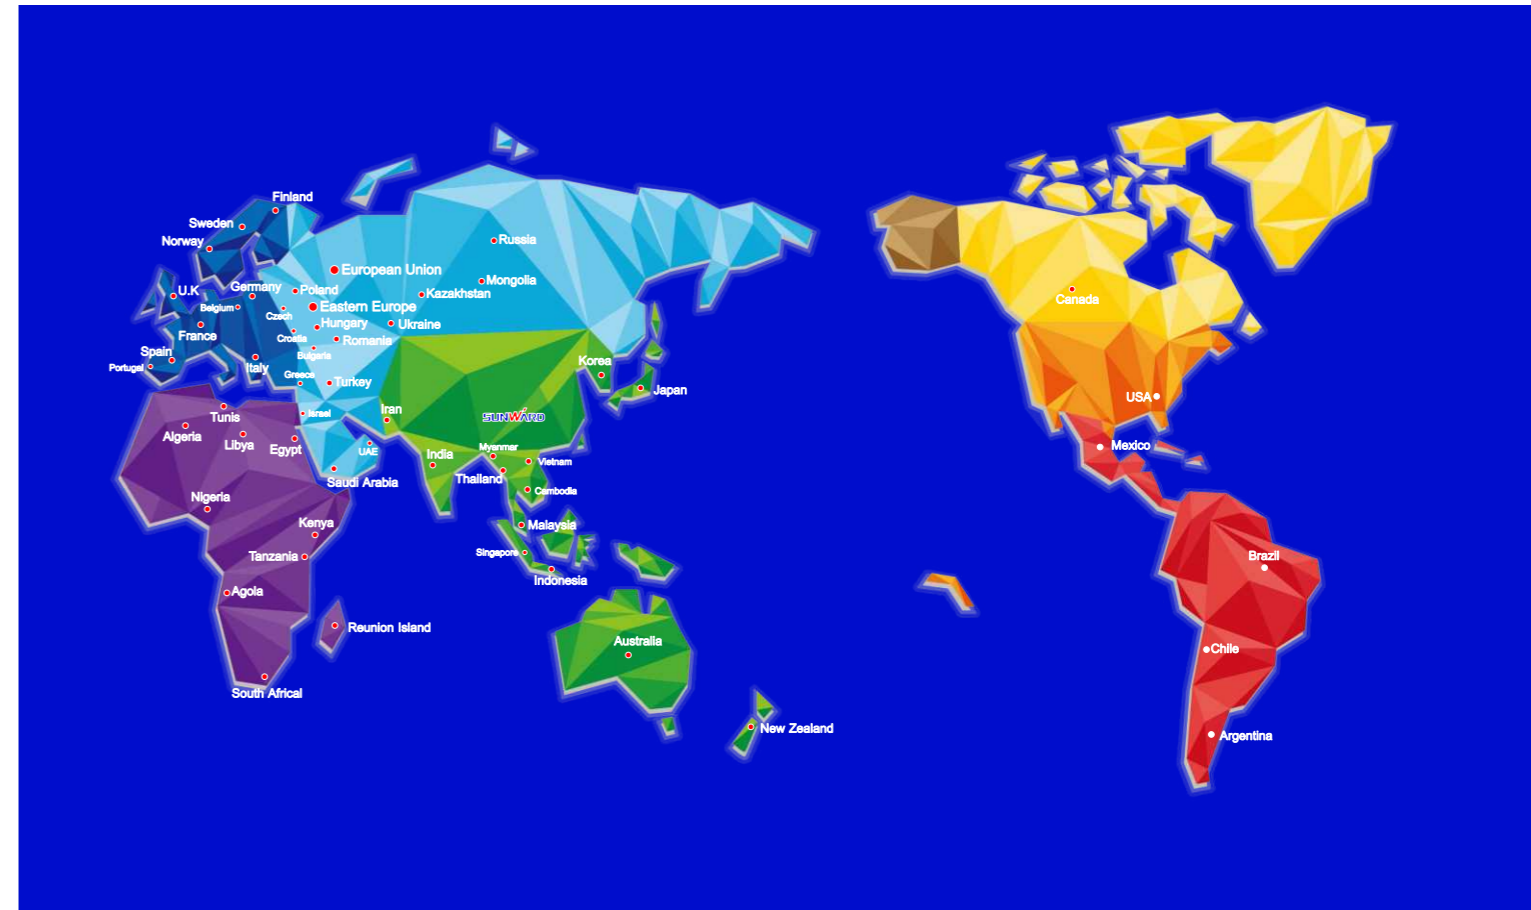 Finland
Sweden
Norway
Russia
European Union
Mongolia
U.K
Germany
Poland
Kazakhstan
Canada
Belgium
Eastern Europe
Czech
Hungary
Ukraine
France
Croatia
Romania
Spain
Bulgaria
Portugal
Italy
Korea
Greece
Turkey
Japan
USA
Iran
Israel
SUNWARD
Tunis
Algeria
Libya
Egypt
UAE
India
Myanmar
Mexico
Vietnam
Thailand
Saudi Arabia
Cambodia
Nigeria
Kenya
Malaysia
Singapore
Tanzania
Brazil
Indonesia
Agola
Reunion Island
Australia
Chile
South Africal
New Zealand
Argentina